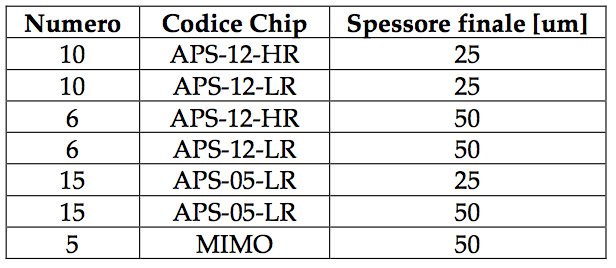 Numero Codice Chip Spessore finale [um]
10 APS-12-HR 25
10 APS-12-LR 25
6 APS-12-HR 50
6 APS-12-LR 50
15 APS-05-LR 25
15 APS-05-LR 50
5 MIMO 50